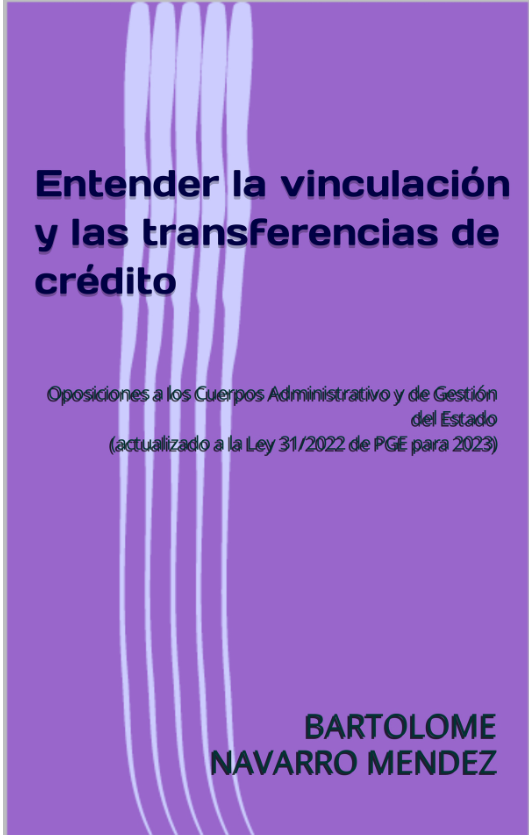 Entender la vinculación
y las transferencias de
crédito
Oposiciones a los Cuerpos Administrativo y de Gestión
del Estado
(actualizado a la Ley 31/2022 de PGE para 2023)
BARTOLOME
NAVARRO MENDEZ